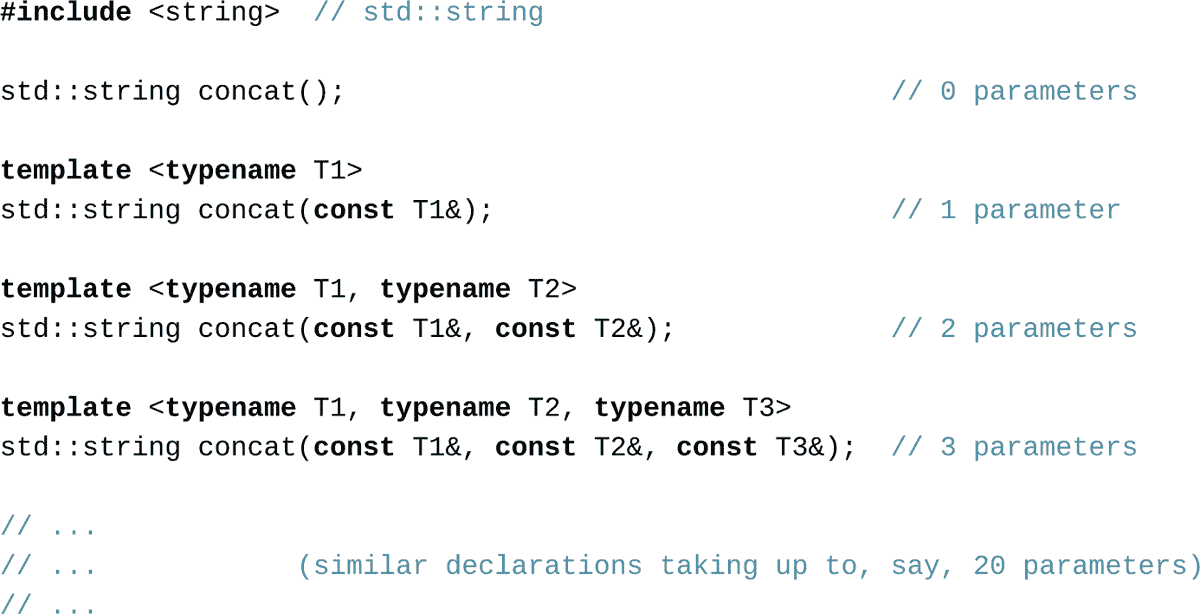 #include <string>  // std::string
std::string concat();                                 // 0 parameters
template <typename T1>
std::string concat(const T1&);                        // 1 parameter
template <typename T1, typename T2>
std::string concat(const T1&, const T2&);             // 2 parameters
template <typename T1, typename T2, typename T3>
std::string concat(const T1&, const T2&, const T3&);  // 3 parameters
// ...
// ...            (similar declarations taking up to, say, 20 parameters)
// ...